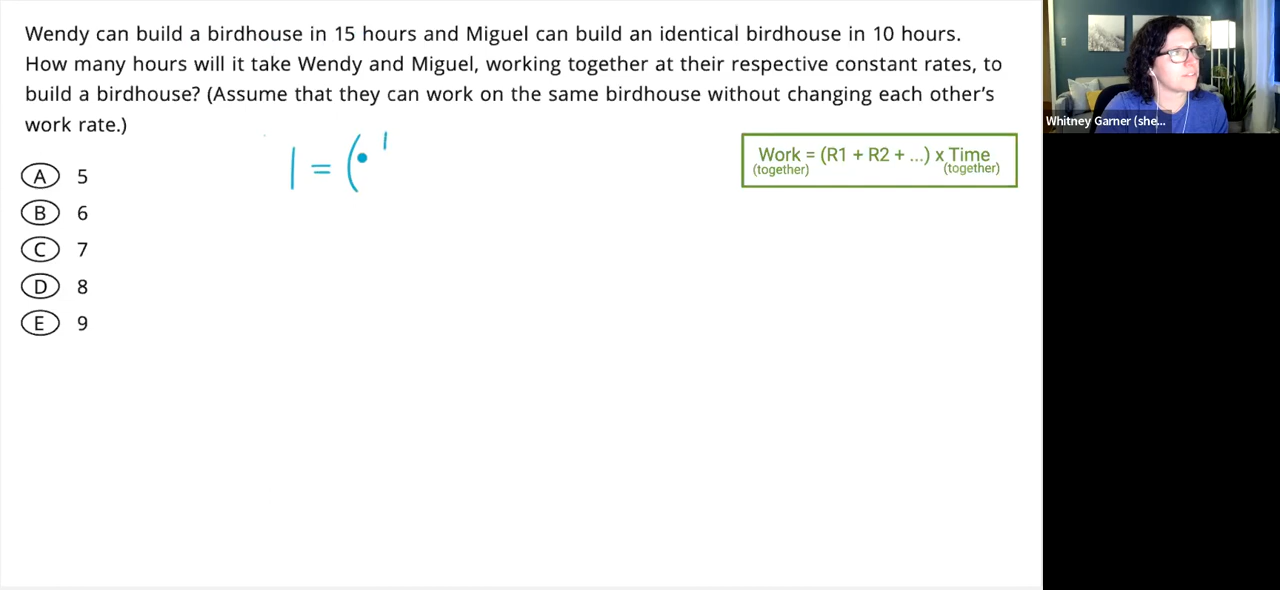 Wendy can build a birdhouse in 15 hours and Miguel can build an identical birdhouse in 10 hours.
How many hours will it take Wendy and Miguel, working together at their respective constant rates, to
build a birdhouse? (Assume that they can work on the same birdhouse without changing each other's
work rate.)
1 = ( • 1
Work = (R1 + R2 + ...) x Time
(together) (together)
A 5
B 6
C 7
D 8
E 9
Whitney Garner (she...